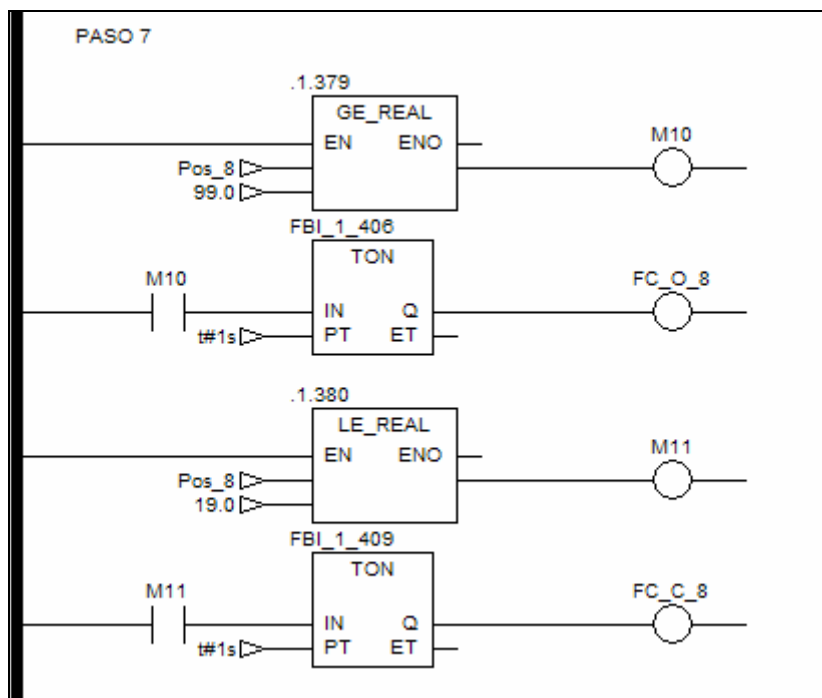 PASO 7
.1.379
GE_REAL
EN ENO
M10
Pos_8
99.0
FBI_1_406
TON
M10
FC_O_8
IN Q
t#1s PT ET
.1.380
LE_REAL
EN ENO
M11
Pos_8
19.0
FBI_1_409
TON
M11
FC_C_8
IN Q
t#1s PT ET